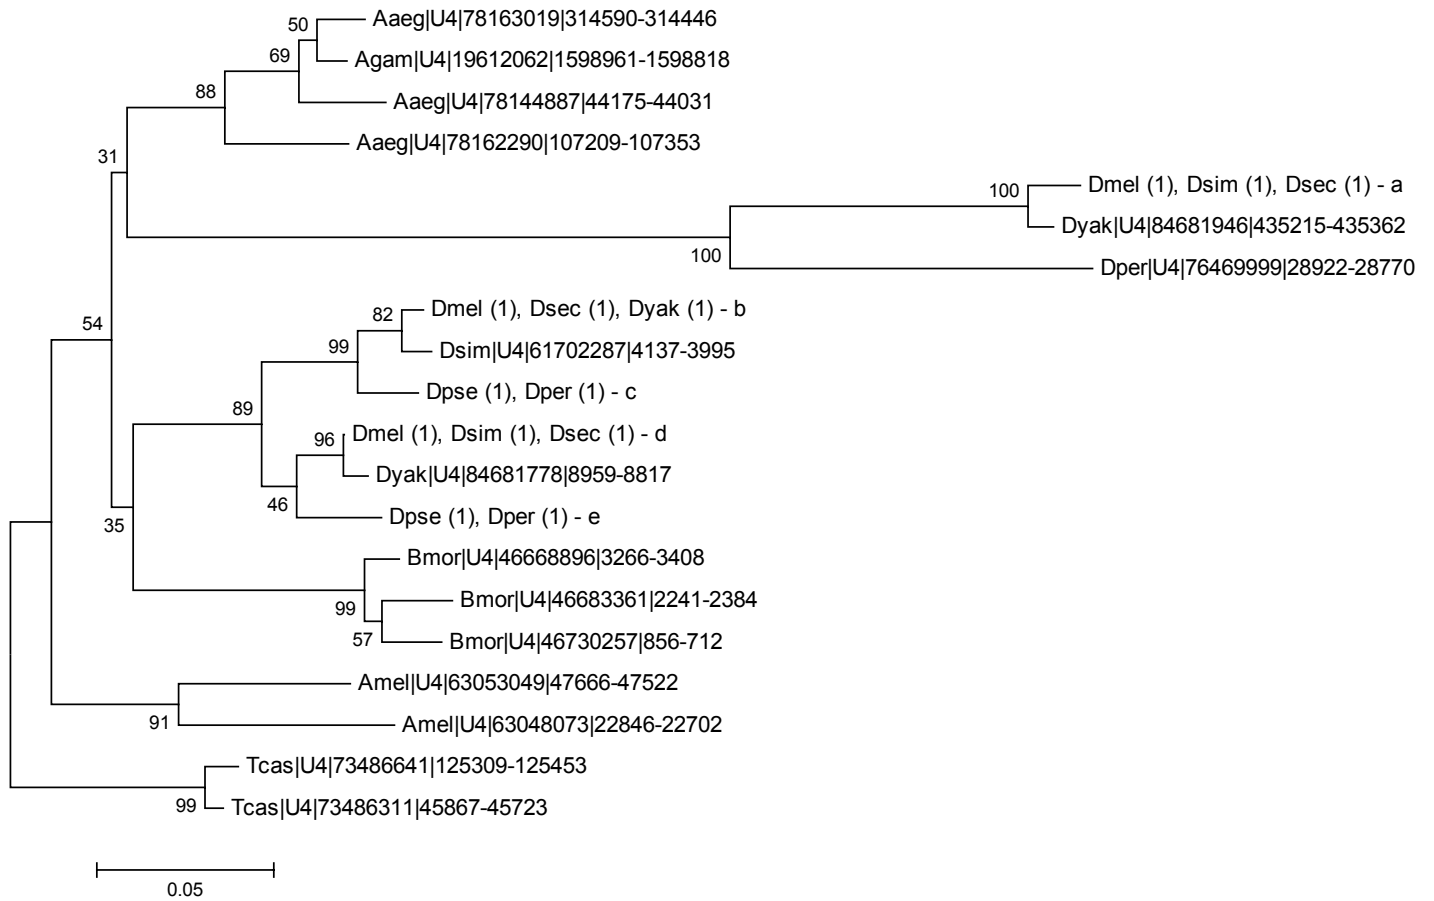 50
Aaeg|U4|78163019|314590-314446
69
Agam|U4|19612062|1598961-1598818
88
Aaeg|U4|78144887|44175-44031
Aaeg|U4|78162290|107209-107353
31
100
Dmel (1), Dsim (1), Dsec (1) - a
Dyak|U4|84681946|435215-435362
100
Dper|U4|76469999|28922-28770
54
82
Dmel (1), Dsec (1), Dyak (1) - b
99
Dsim|U4|61702287|4137-3995
Dpse (1), Dper (1) - c
89
96
Dmel (1), Dsim (1), Dsec (1) - d
Dyak|U4|84681778|8959-8817
46
Dpse (1), Dper (1) - e
35
Bmor|U4|46668896|3266-3408
99
Bmor|U4|46683361|2241-2384
57
Bmor|U4|46730257|856-712
Amel|U4|63053049|47666-47522
91
Amel|U4|63048073|22846-22702
Tcas|U4|73486641|125309-125453
99
Tcas|U4|73486311|45867-45723
0.05